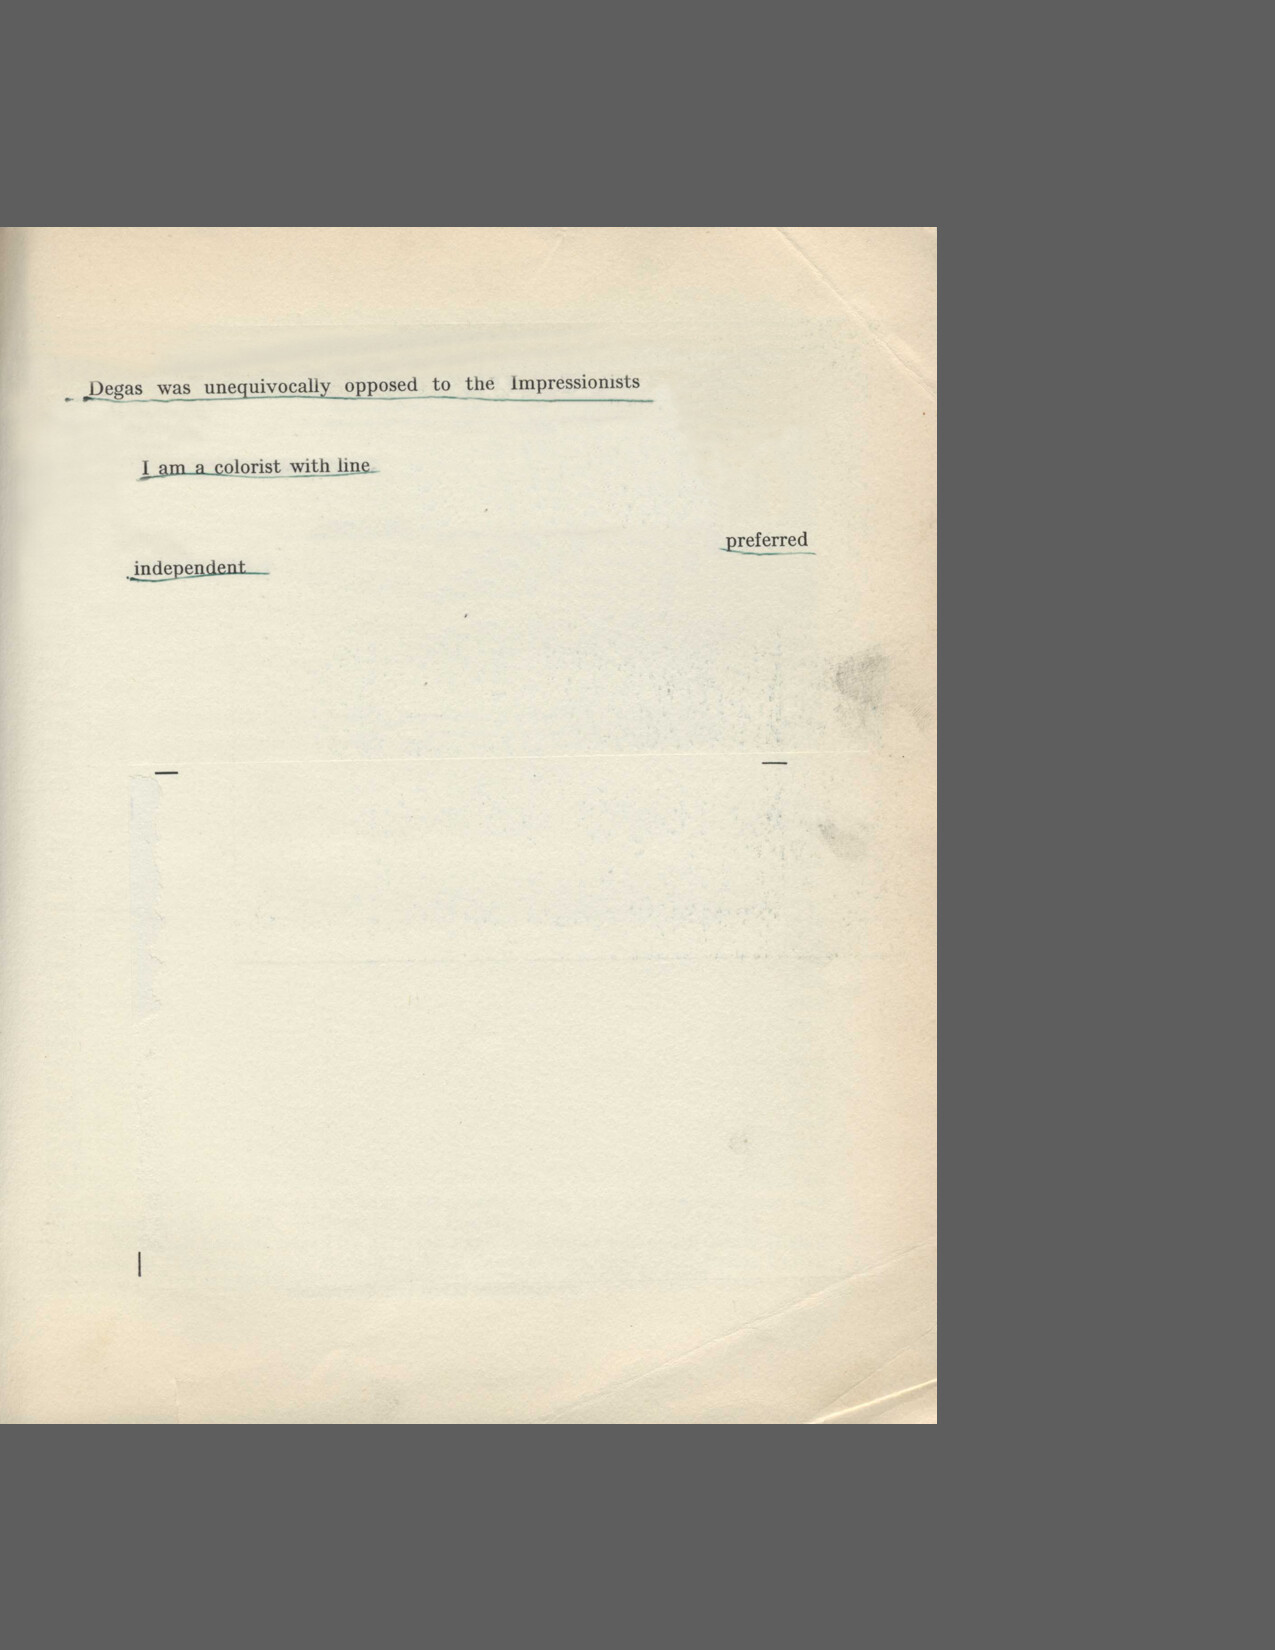 Degas was unequivocally opposed to the Impressionists
I am a colorist with line
preferred
independent